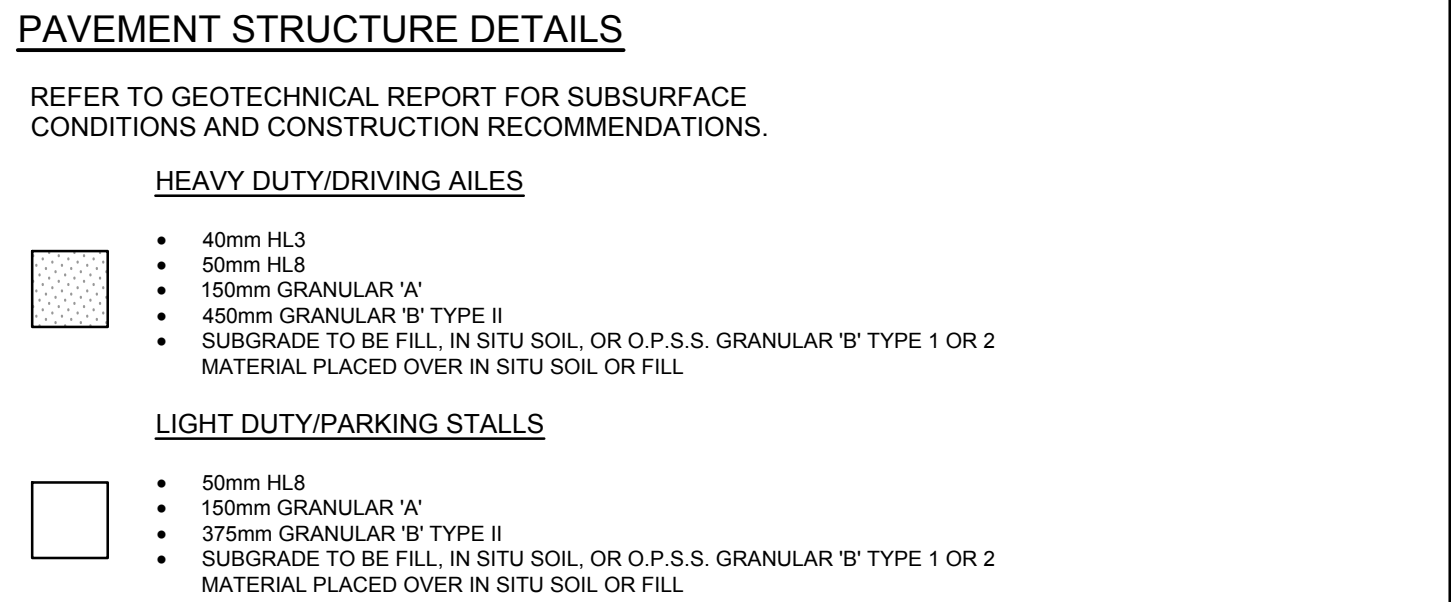 PAVEMENT STRUCTURE DETAILS
REFER TO GEOTECHNICAL REPORT FOR SUBSURFACE
CONDITIONS AND CONSTRUCTION RECOMMENDATIONS.
HEAVY DUTY/DRIVING AILES
• 40mm HL3
• 50mm HL8
• 150mm GRANULAR 'A'
• 450mm GRANULAR 'B' TYPE II
• SUBGRADE TO BE FILL, IN SITU SOIL, OR O.P.S.S. GRANULAR 'B' TYPE 1 OR 2
MATERIAL PLACED OVER IN SITU SOIL OR FILL
LIGHT DUTY/PARKING STALLS
• 50mm HL8
• 150mm GRANULAR 'A'
• 375mm GRANULAR 'B' TYPE II
• SUBGRADE TO BE FILL, IN SITU SOIL, OR O.P.S.S. GRANULAR 'B' TYPE 1 OR 2
MATERIAL PLACED OVER IN SITU SOIL OR FILL